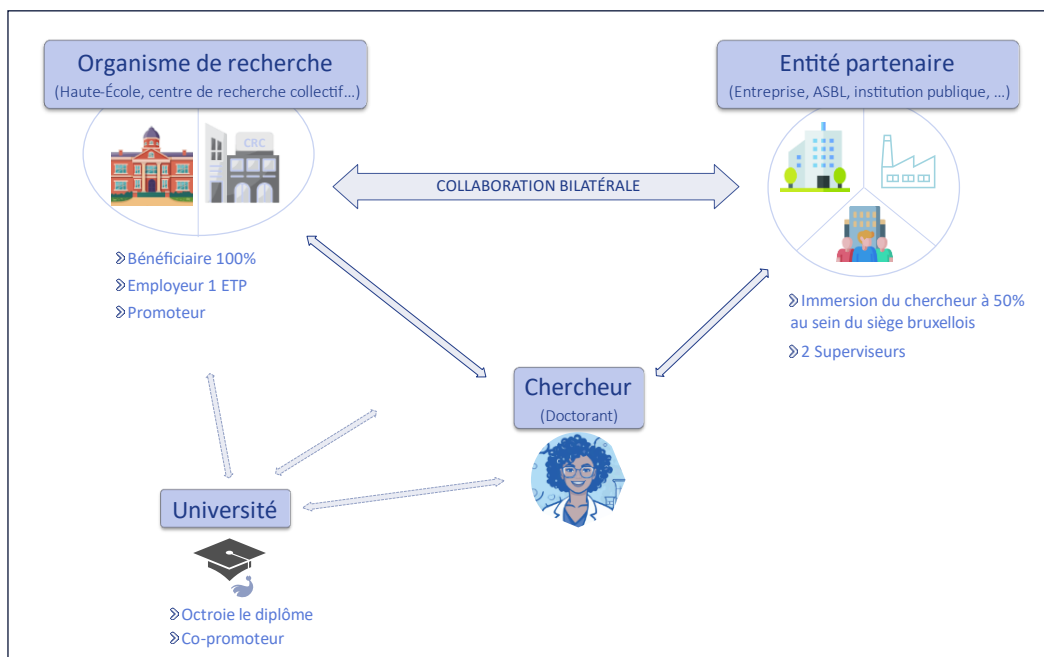 Organisme de recherche
(Haute-École, centre de recherche collectif…)
CRC
Bénéficiaire 100%
Employeur 1 ETP
Promoteur
COLLABORATION BILATÉRALE
Entité partenaire
(Entreprise, ASBL, institution publique, …)
Immersion du chercheur à 50%
au sein du siège bruxellois
2 Superviseurs
Chercheur
(Doctorant)
Université
Octroie le diplôme
Co-promoteur